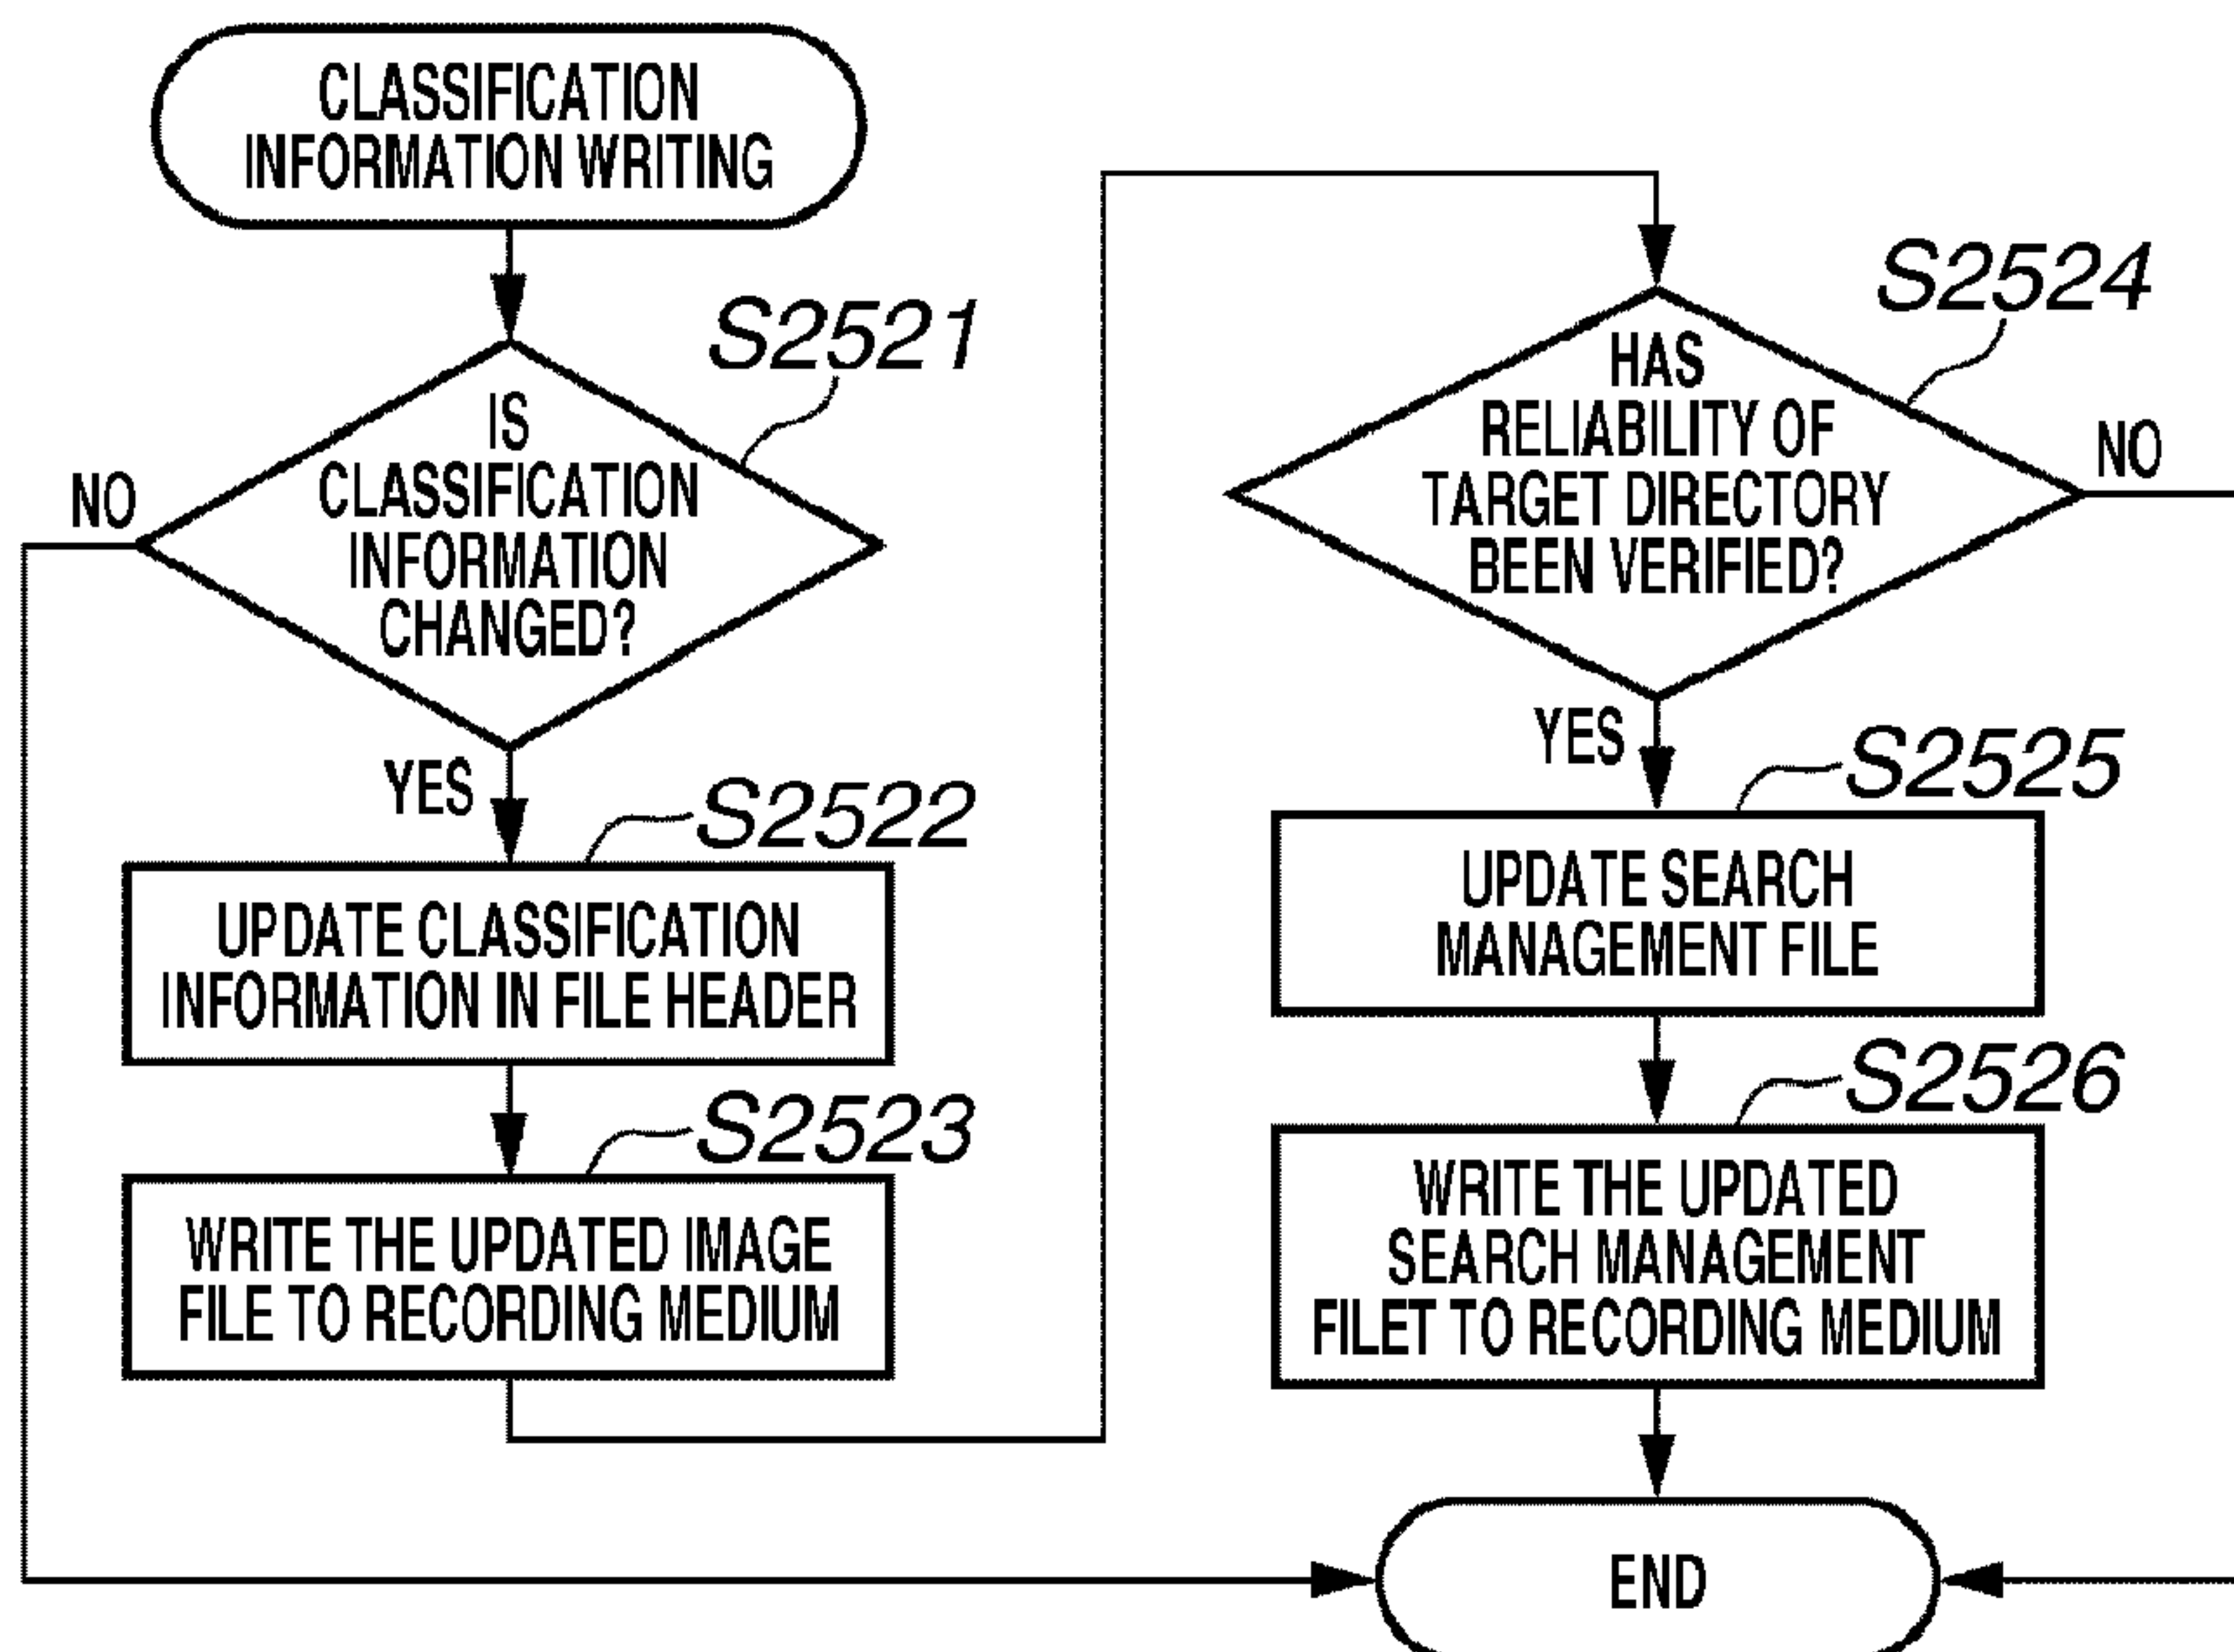 CLASSIFICATION
INFORMATION WRITING
S2521
IS
CLASSIFICATION
INFORMATION
CHANGED?
NO
YES
S2522
UPDATE CLASSIFICATION
INFORMATION IN FILE HEADER
S2523
WRITE THE UPDATED IMAGE
FILE TO RECORDING MEDIUM
S2524
HAS
RELIABILITY OF
TARGET DIRECTORY
BEEN VERIFIED?
NO
YES
S2525
UPDATE SEARCH
MANAGEMENT FILE
S2526
WRITE THE UPDATED
SEARCH MANAGEMENT
FILET TO RECORDING MEDIUM
END